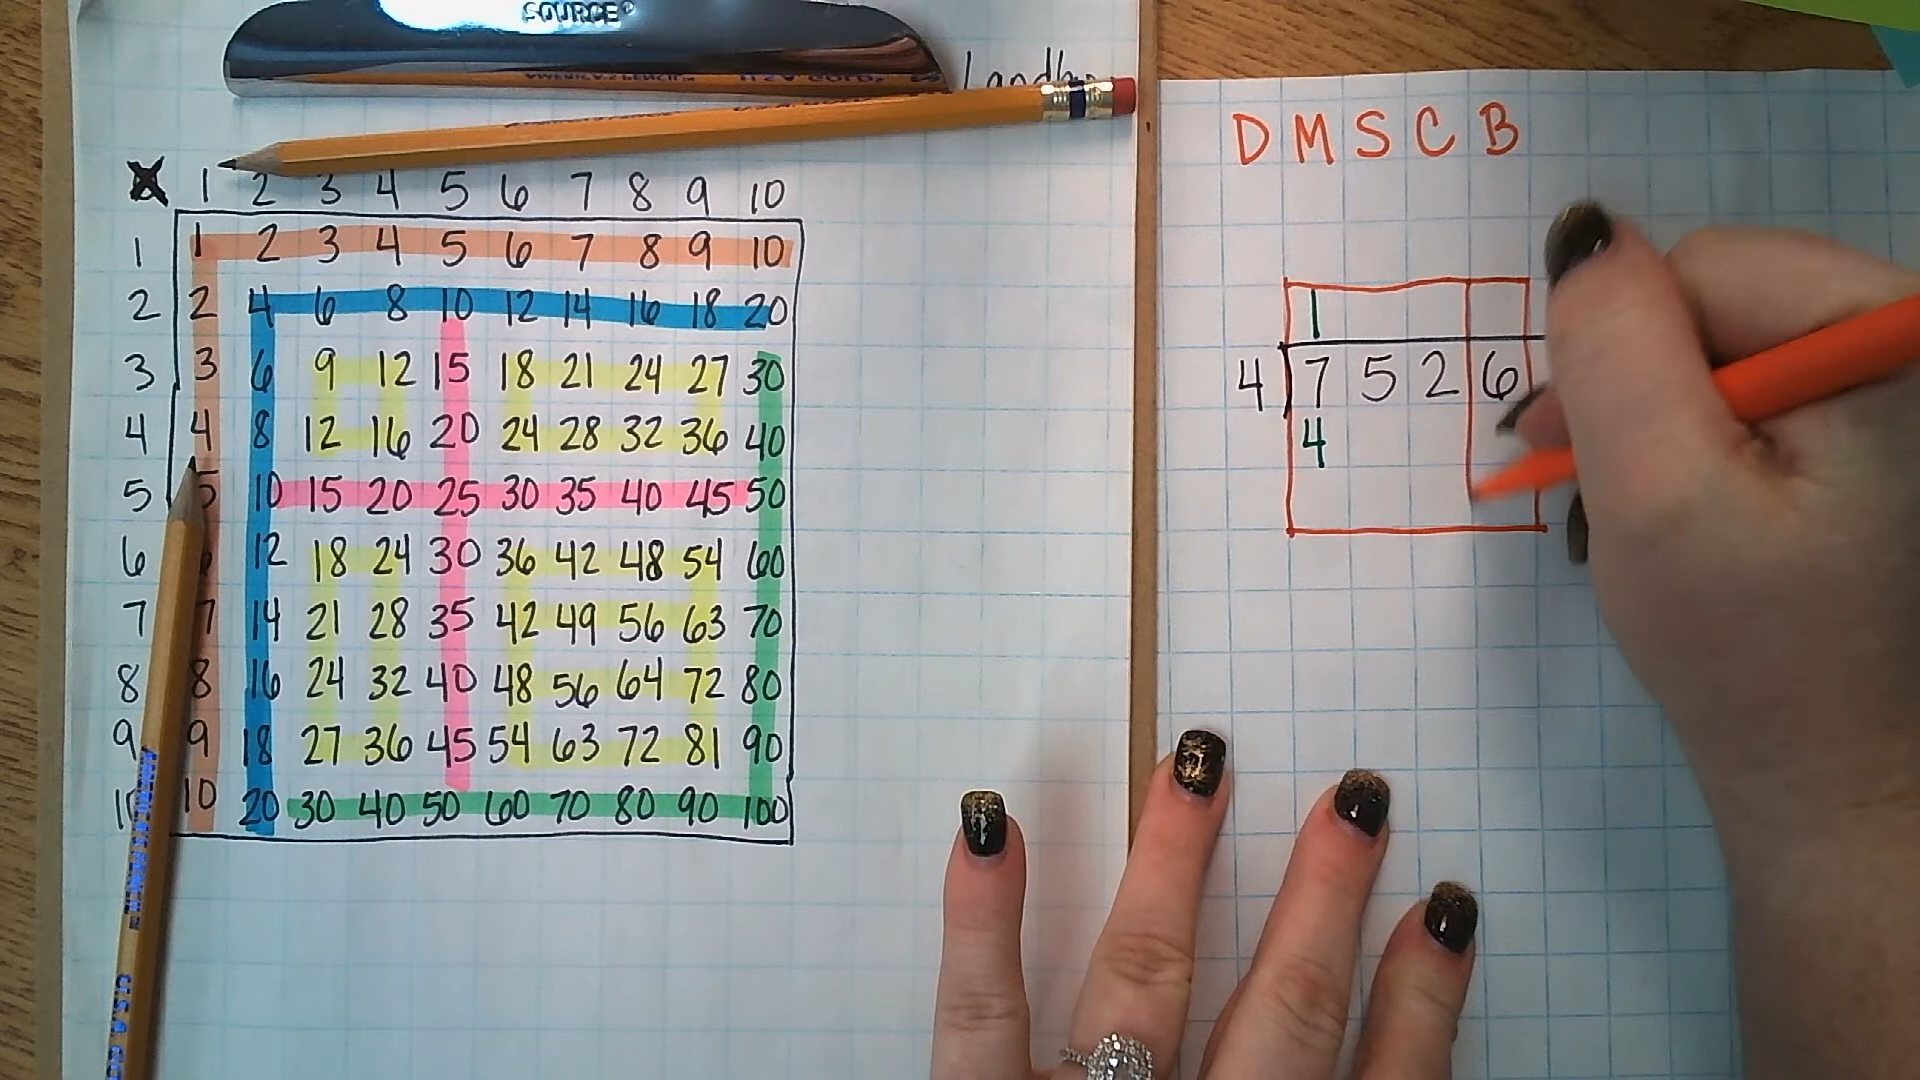 SOURCE
X 1 2 3 4 5 6 7 8 9 10
1 1 2 3 4 5 6 7 8 9 10
2 2 4 6 8 10 12 14 16 18 20
3 3 6 9 12 15 18 21 24 27 30
4 4 8 12 16 20 24 28 32 36 40
5 5 10 15 20 25 30 35 40 45 50
6 12 18 24 30 36 42 48 54 60
7 7 14 21 28 35 42 49 56 63 70
8 8 16 24 32 40 48 56 64 72 80
9 9 18 27 36 45 54 63 72 81 90
10 10 20 30 40 50 60 70 80 90 100
U.S.A
D M S C B
1
4 7 5 2 6
4